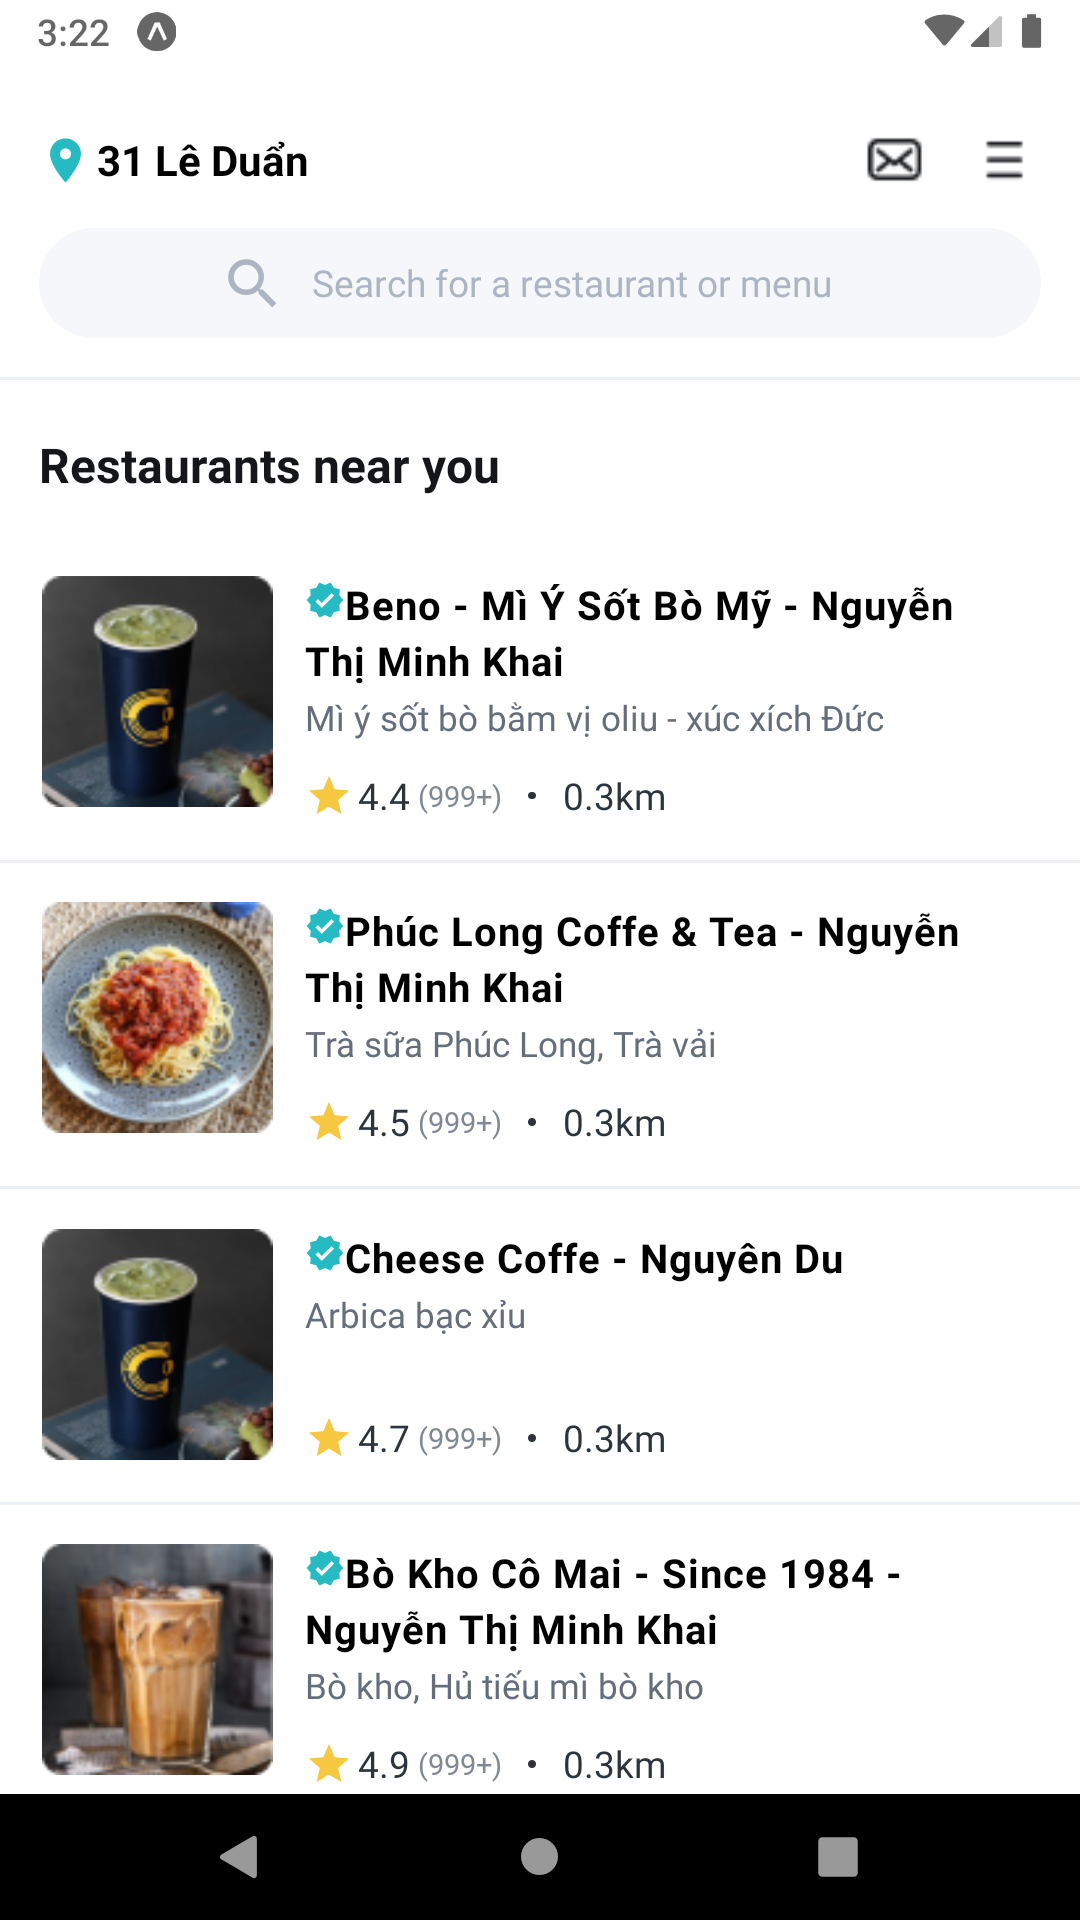 3:22
31 Lê Duẩn
Search for a restaurant or menu
Restaurants near you
Beno - Mì Ý Sốt Bò Mỹ - Nguyễn
Thị Minh Khai
Mì ý sốt bò bằm vị oliu - xúc xích Đức
4.4 (999+) • 0.3km
Phúc Long Coffe & Tea - Nguyễn
Thị Minh Khai
Trà sữa Phúc Long, Trà vải
4.5 (999+) • 0.3km
Cheese Coffe - Nguyên Du
Arbica bạc xỉu
4.7 (999+) • 0.3km
Bò Kho Cô Mai - Since 1984 -
Nguyễn Thị Minh Khai
Bò kho, Hủ tiếu mì bò kho
4.9 (999+) • 0.3km